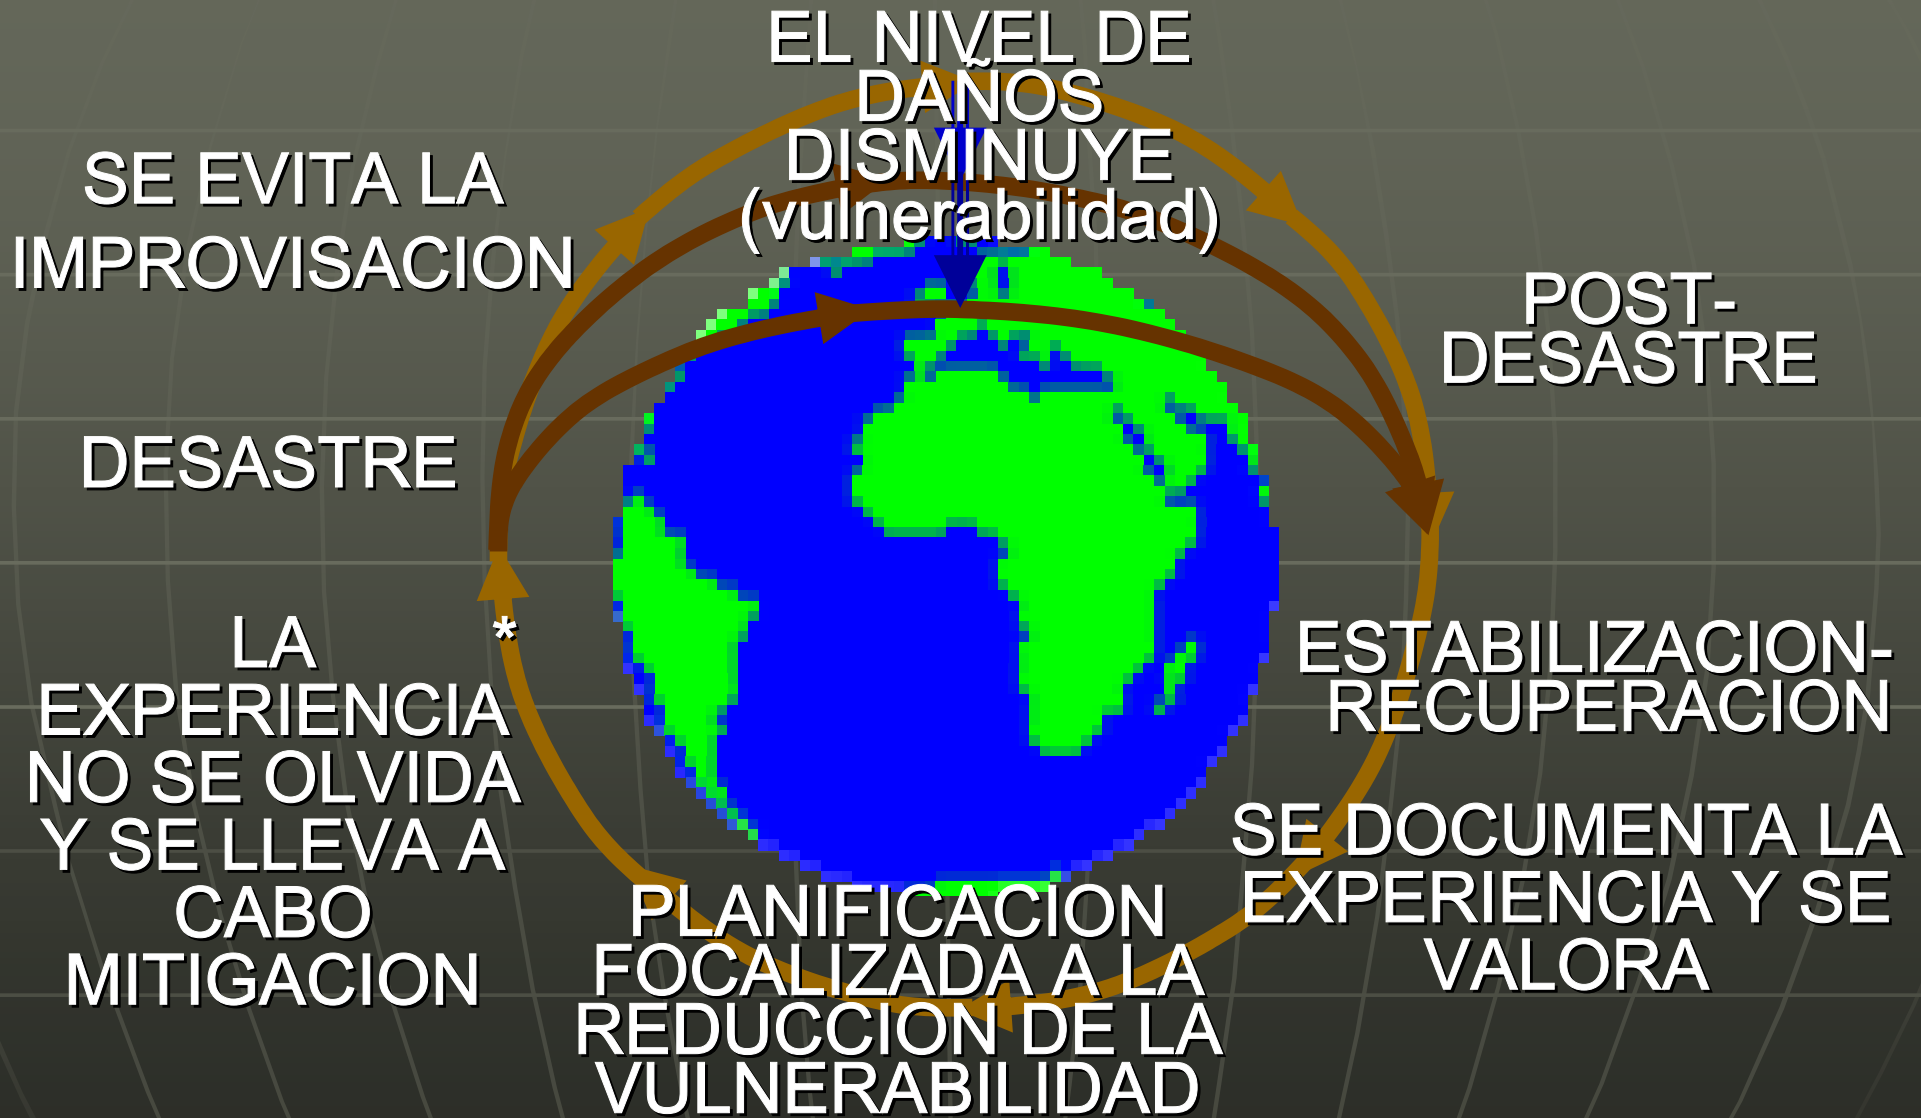 EL NIVEL DE
DAÑOS
DISMINUYE
(vulnerabilidad)
SE EVITA LA
IMPROVISACION
POST-
DESASTRE
DESASTRE
*
LA
EXPERIENCIA
NO SE OLVIDA
Y SE LLEVA A
CABO
MITIGACION
ESTABILIZACION-
RECUPERACION
SE DOCUMENTA LA
EXPERIENCIA Y SE
VALORA
PLANIFICACION
FOCALIZADA A LA
REDUCCION DE LA
VULNERABILIDAD